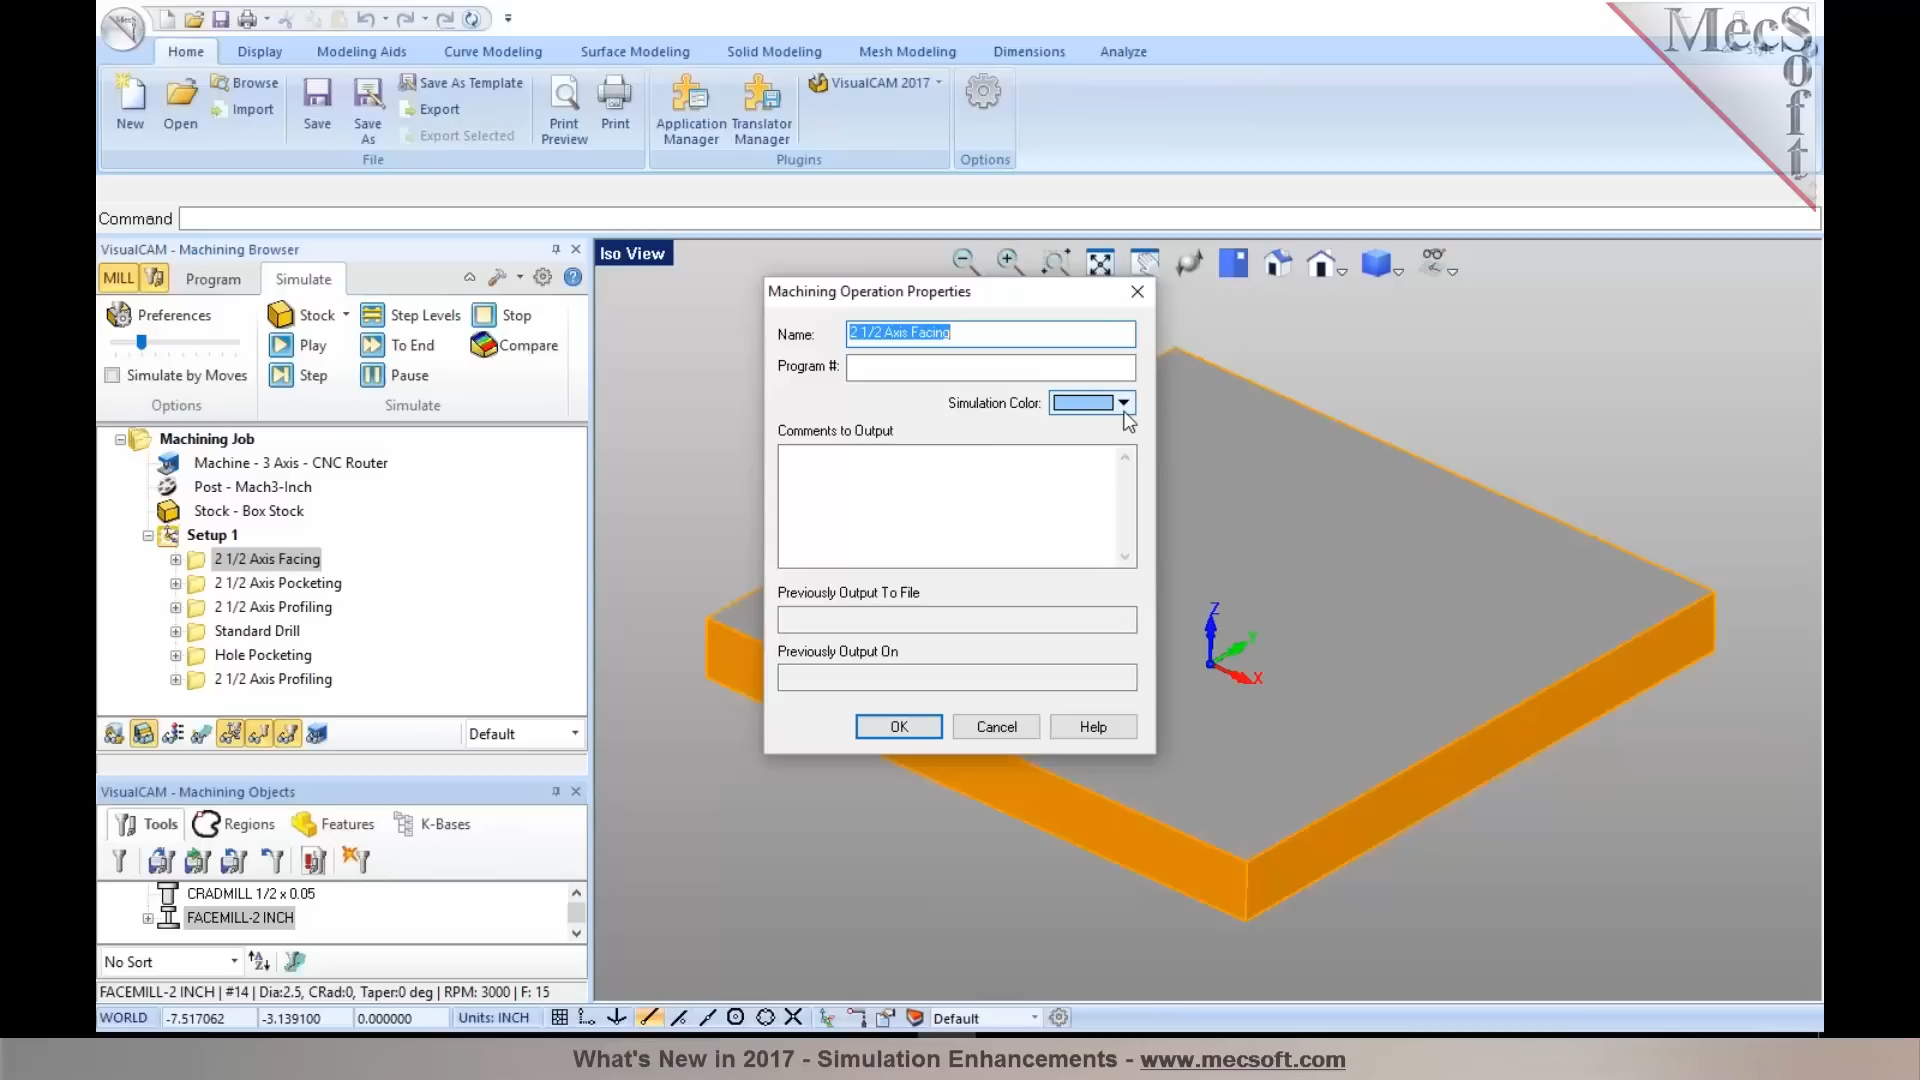 MecSoft
Home Display Modeling Aids Curve Modeling Surface Modeling Solid Modeling Mesh Modeling Dimensions Analyze
New Open Browse Import Save Save As Save As Template Export Export Selected Print Preview Print Application Manager Translator Manager VisualCAM 2017
File Plugins Options
Command
VisualCAM - Machining Browser
Iso View
MILL Program Simulate
Preferences Stock Step Levels Stop
Play To End Compare
Simulate by Moves Step Pause
Options Simulate
Machining Job
Machine - 3 Axis - CNC Router
Post - Mach3-Inch
Stock - Box Stock
Setup 1
2 1/2 Axis Facing
2 1/2 Axis Pocketing
2 1/2 Axis Profiling
Standard Drill
Hole Pocketing
2 1/2 Axis Profiling
Default
Machining Operation Properties
Name: 2 1/2 Axis Facing
Program #:
Simulation Color:
Comments to Output
Previously Output To File
Previously Output On
OK Cancel Help
Z
Y
X
VisualCAM - Machining Objects
Tools Regions Features K-Bases
CRADMILL 1/2 x 0.05
FACEMILL-2 INCH
No Sort
FACEMILL-2 INCH | #14 | Dia:2.5, CRad:0, Taper:0 deg | RPM: 3000 | F: 15
WORLD -7.517062 -3.139100 0.000000 Units: INCH Default
What's New in 2017 - Simulation Enhancements - www.mecsoft.com